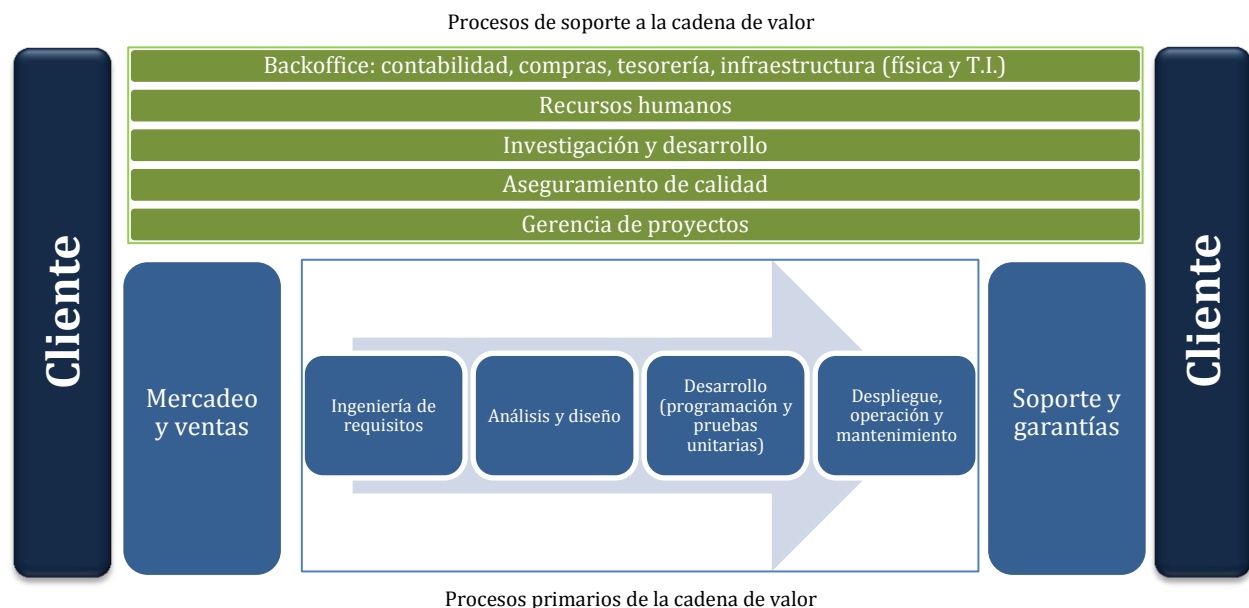 Procesos de soporte a la cadena de valor
Cliente
Backoffice: contabilidad, compras, tesorería, infraestructura (física y T.I.)
Recursos humanos
Investigación y desarrollo
Aseguramiento de calidad
Gerencia de proyectos
Mercadeo
y ventas
Ingeniería de
requisitos
Análisis y diseño
Desarrollo
(programación y
pruebas
unitarias)
Despliegue,
operación y
mantenimiento
Soporte y
garantías
Cliente
Procesos primarios de la cadena de valor